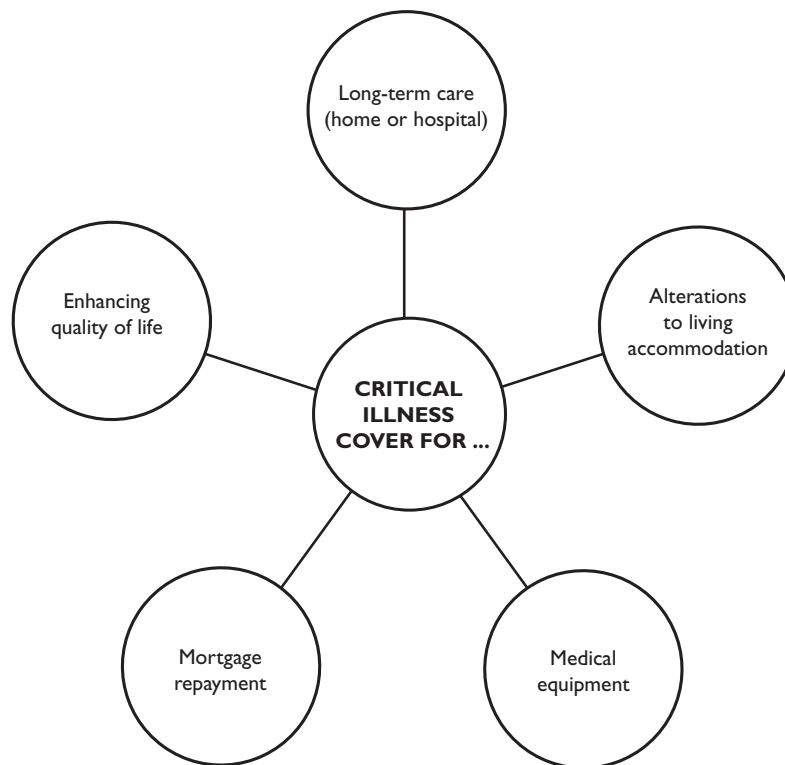 Long-term care
(home or hospital)
Enhancing
quality of life
Alterations
to living
accommodation
CRITICAL
ILLNESS
COVER FOR ...
Mortgage
repayment
Medical
equipment